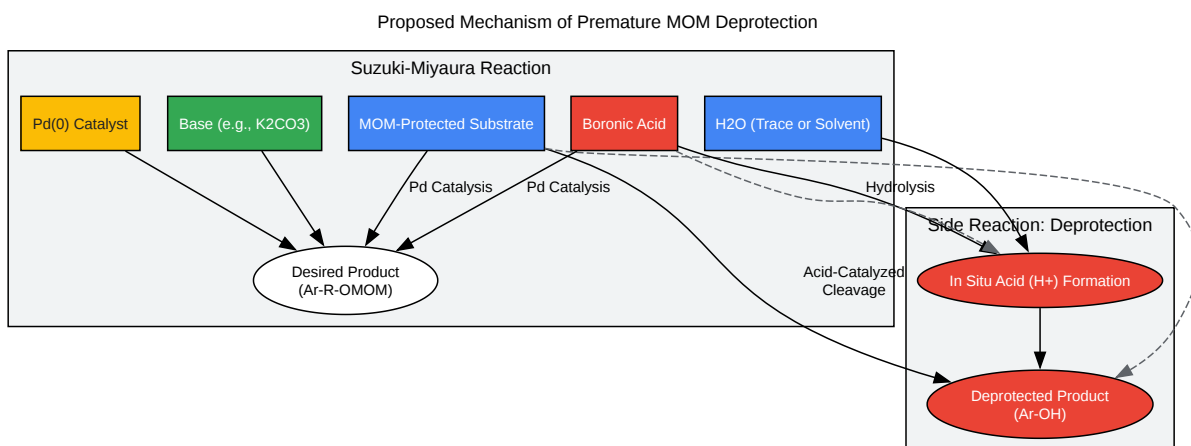 Proposed Mechanism of Premature MOM Deprotection
Suzuki-Miyaura Reaction
Pd(0) Catalyst
Base (e.g., K2CO3)
MOM-Protected Substrate
Boronic Acid
H2O (Trace or Solvent)
Pd Catalysis
Pd Catalysis
Hydrolysis
Side Reaction: Deprotection
Desired Product
(Ar-R-OMOM)
Acid-Catalyzed
Cleavage
In Situ Acid (H+) Formation
Deprotected Product
(Ar-OH)